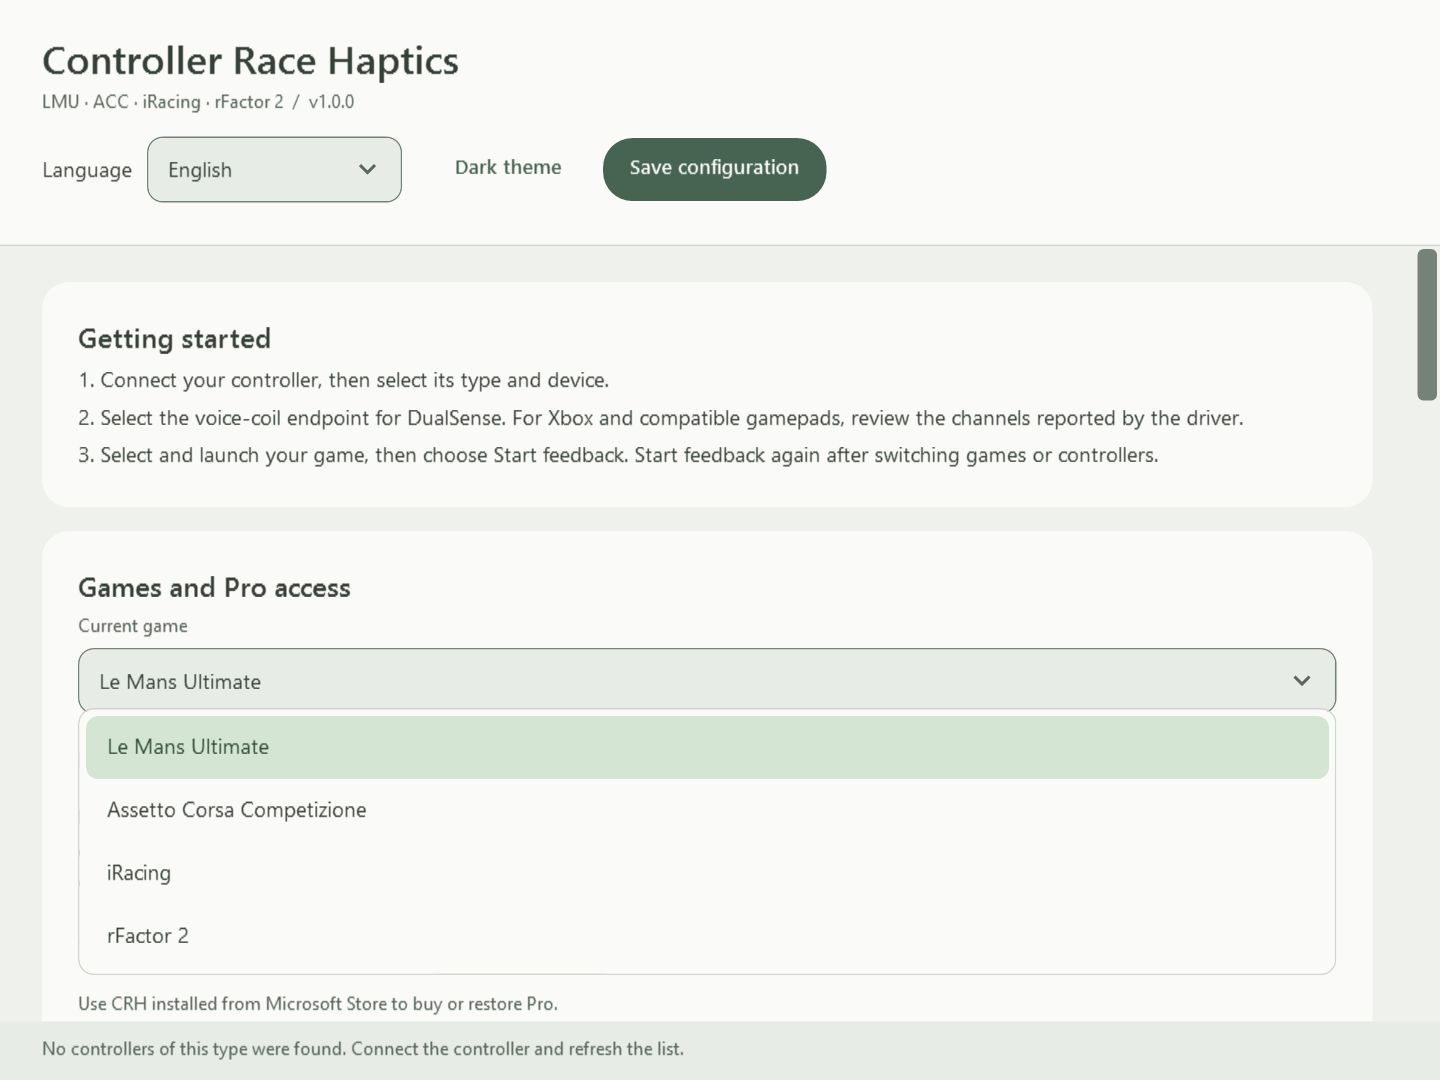 Controller Race Haptics
LMU · ACC · iRacing · rFactor 2 / v1.0.0
Language
English
Dark theme
Save configuration
Getting started
1. Connect your controller, then select its type and device.
2. Select the voice-coil endpoint for DualSense. For Xbox and compatible gamepads, review the channels reported by the driver.
3. Select and launch your game, then choose Start feedback. Start feedback again after switching games or controllers.
Games and Pro access
Current game
Le Mans Ultimate
Le Mans Ultimate
Assetto Corsa Competizione
iRacing
rFactor 2
Use CRH installed from Microsoft Store to buy or restore Pro.
No controllers of this type were found. Connect the controller and refresh the list.